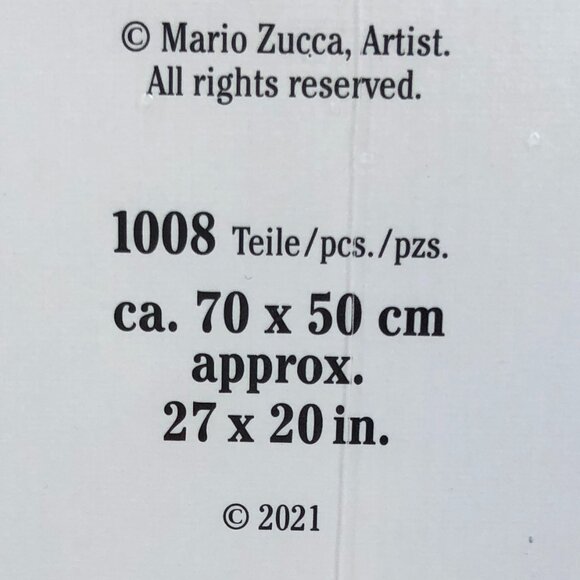 © Mario Zucca, Artist.
All rights reserved.
1008 Teile/pcs./pzs.
ca. 70 x 50 cm
approx.
27 x 20 in.
© 2021